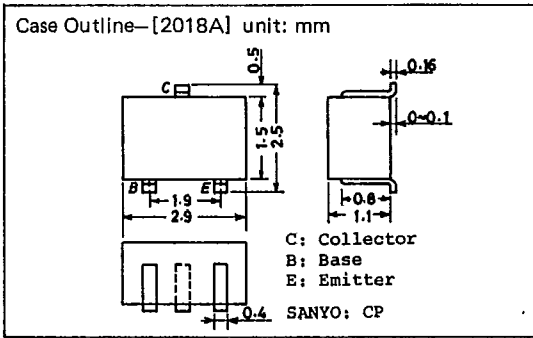 Case Outline–[2018A] unit: mm
C
0.5
1.5
2.5
B
E
1.9
2.9
0.16
0~0.1
0.8
1.1
C: Collector
B: Base
E: Emitter
0.4
SANYO: CP